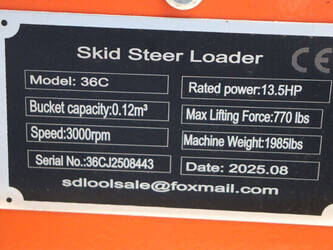 Skid Steer Loader
CE
Model: 36C
Rated power:13.5HP
Bucket capacity:0.12m³
Max Lifting Force:770 lbs
Speed:3000rpm
Machine Weight:1985lbs
Serial No.:36CJ2508443
Date: 2025.08
sdloolsale@foxmail.com